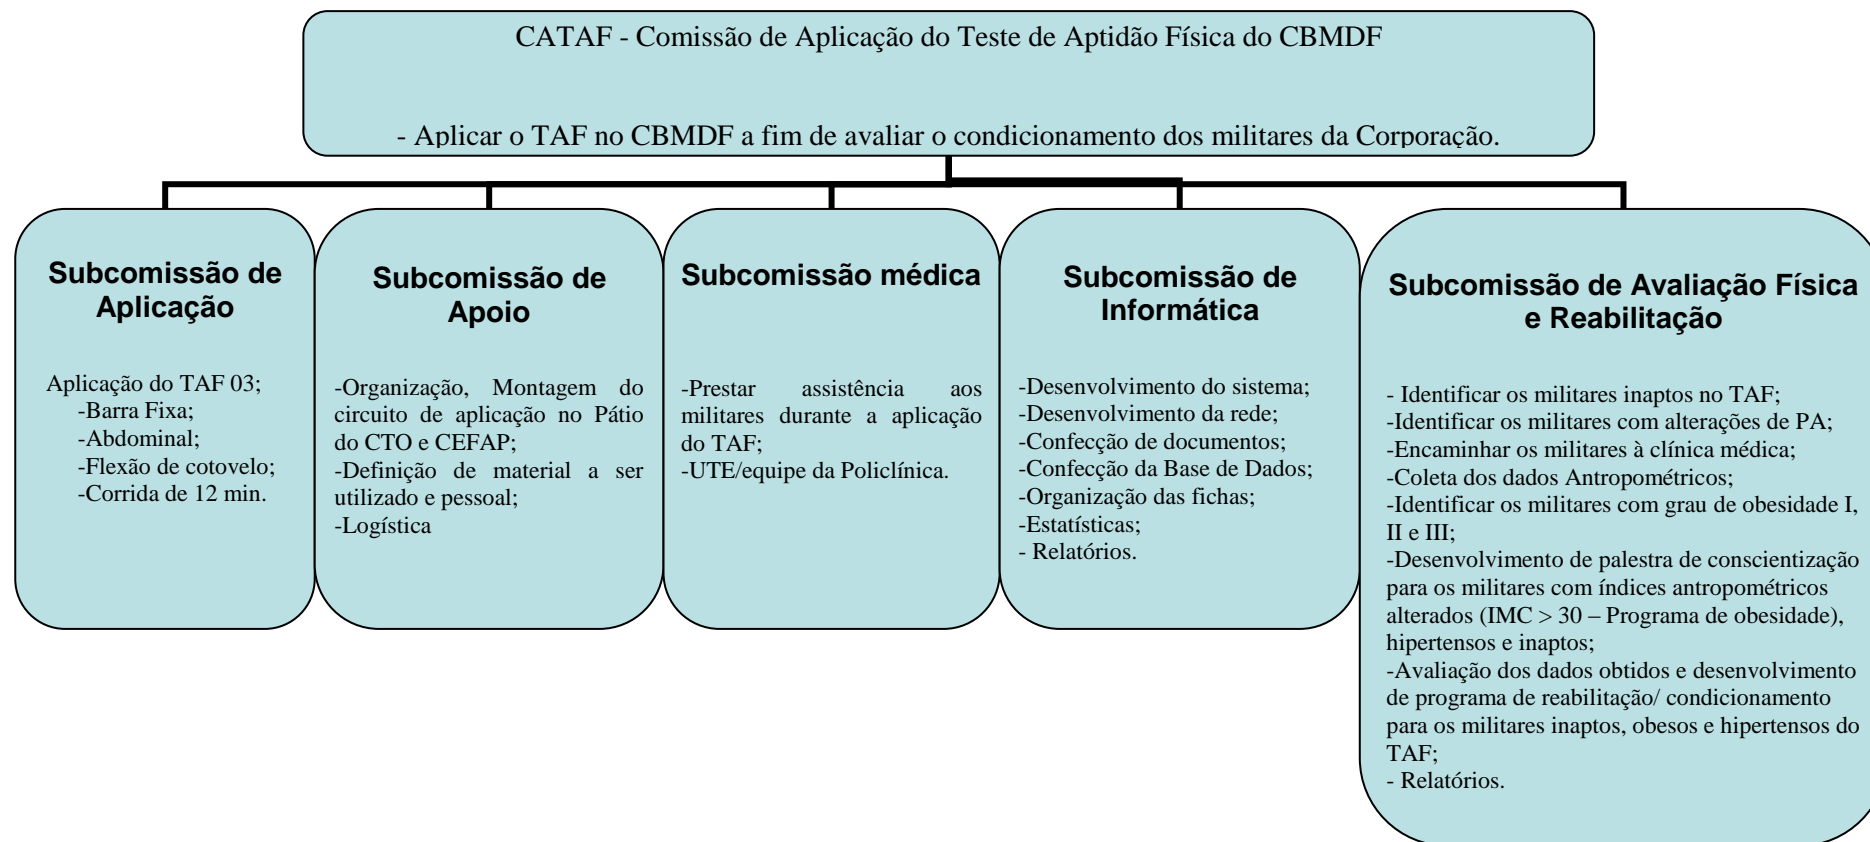 CATAF - Comissão de Aplicação do Teste de Aptidão Física do CBMDF
- Aplicar o TAF no CBMDF a fim de avaliar o condicionamento dos militares da Corporação.
Subcomissão de
Aplicação
Aplicação do TAF 03;
-Barra Fixa;
-Abdominal;
-Flexão de cotovelo;
-Corrida de 12 min.
Subcomissão de
Apoio
-Organização, Montagem do
circuito de aplicação no Pátio
do CTO e CEFAP;
-Definição de material a ser
utilizado e pessoal;
-Logística
Subcomissão médica
-Prestar assistência aos
militares durante a aplicação
do TAF;
-UTE/equipe da Policlínica.
Subcomissão de
Informática
-Desenvolvimento do sistema;
-Desenvolvimento da rede;
-Confecção de documentos;
-Confecção da Base de Dados;
-Organização das fichas;
-Estatísticas;
- Relatórios.
Subcomissão de Avaliação Física
e Reabilitação
- Identificar os militares inaptos no TAF;
-Identificar os militares com alterações de PA;
-Encaminhar os militares à clínica médica;
-Coleta dos dados Antropométricos;
-Identificar os militares com grau de obesidade I,
II e III;
-Desenvolvimento de palestra de conscientização
para os militares com índices antropométricos
alterados (IMC > 30 – Programa de obesidade),
hipertensos e inaptos;
-Avaliação dos dados obtidos e desenvolvimento
de programa de reabilitação/ condicionamento
para os militares inaptos, obesos e hipertensos do
TAF;
- Relatórios.